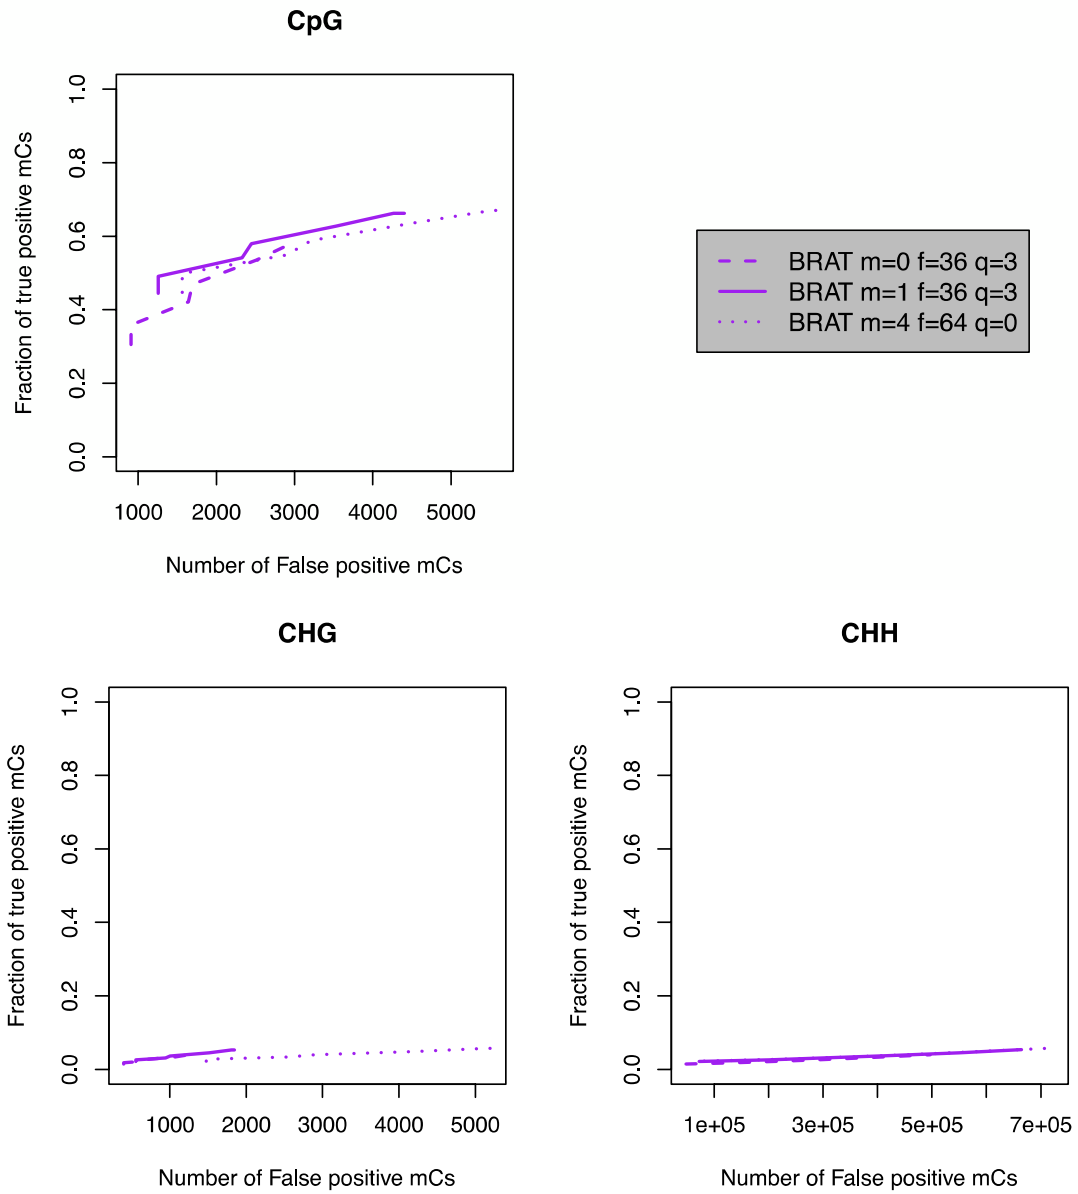 CpG
Fraction of true positive mCs
1.0
0.8
0.6
0.4
0.2
0.0
1000 2000 3000 4000 5000
Number of False positive mCs
BRAT m=0 f=36 q=3
BRAT m=1 f=36 q=3
BRAT m=4 f=64 q=0
CHG
Fraction of true positive mCs
1.0
0.8
0.6
0.4
0.2
0.0
1000 2000 3000 4000 5000
Number of False positive mCs
CHH
Fraction of true positive mCs
1.0
0.8
0.6
0.4
0.2
0.0
1e+05 3e+05 5e+05 7e+05
Number of False positive mCs